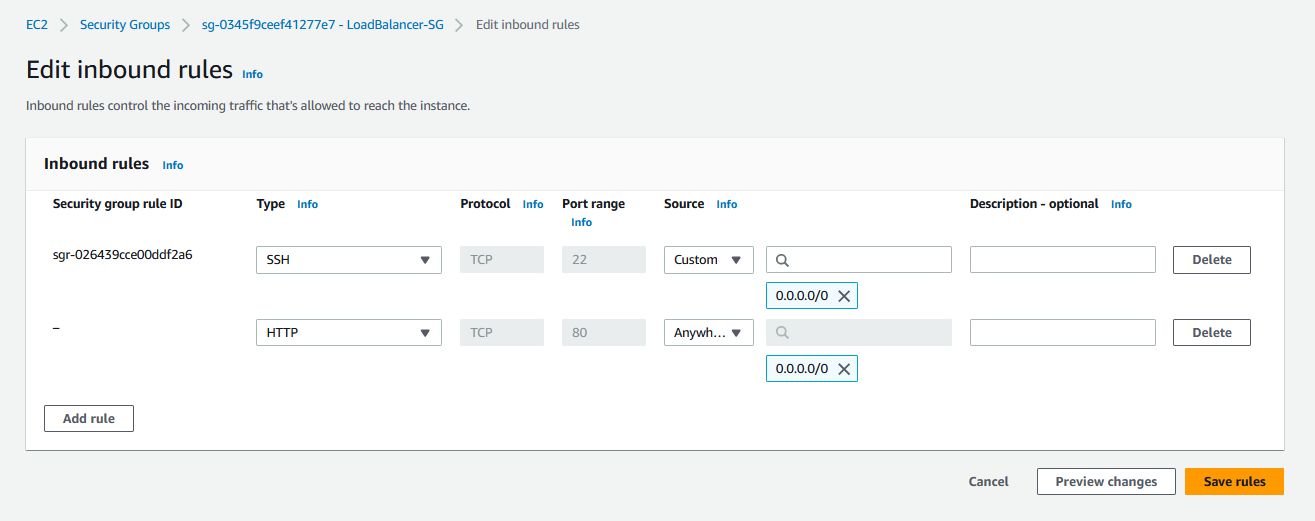 EC2 > Security Groups > sg-0345f9ceef41277e7 - LoadBalancer-SG > Edit inbound rules
Edit inbound rules Info
Inbound rules control the incoming traffic that's allowed to reach the instance.
Inbound rules Info
Security group rule ID Type Info Protocol Info Port range Info Source Info Description - optional Info
sgr-026439cce00ddf2a6 SSH TCP 22 Custom Delete
0.0.0.0/0
– HTTP TCP 80 Anywh... Delete
0.0.0.0/0
Add rule
Cancel Preview changes Save rules